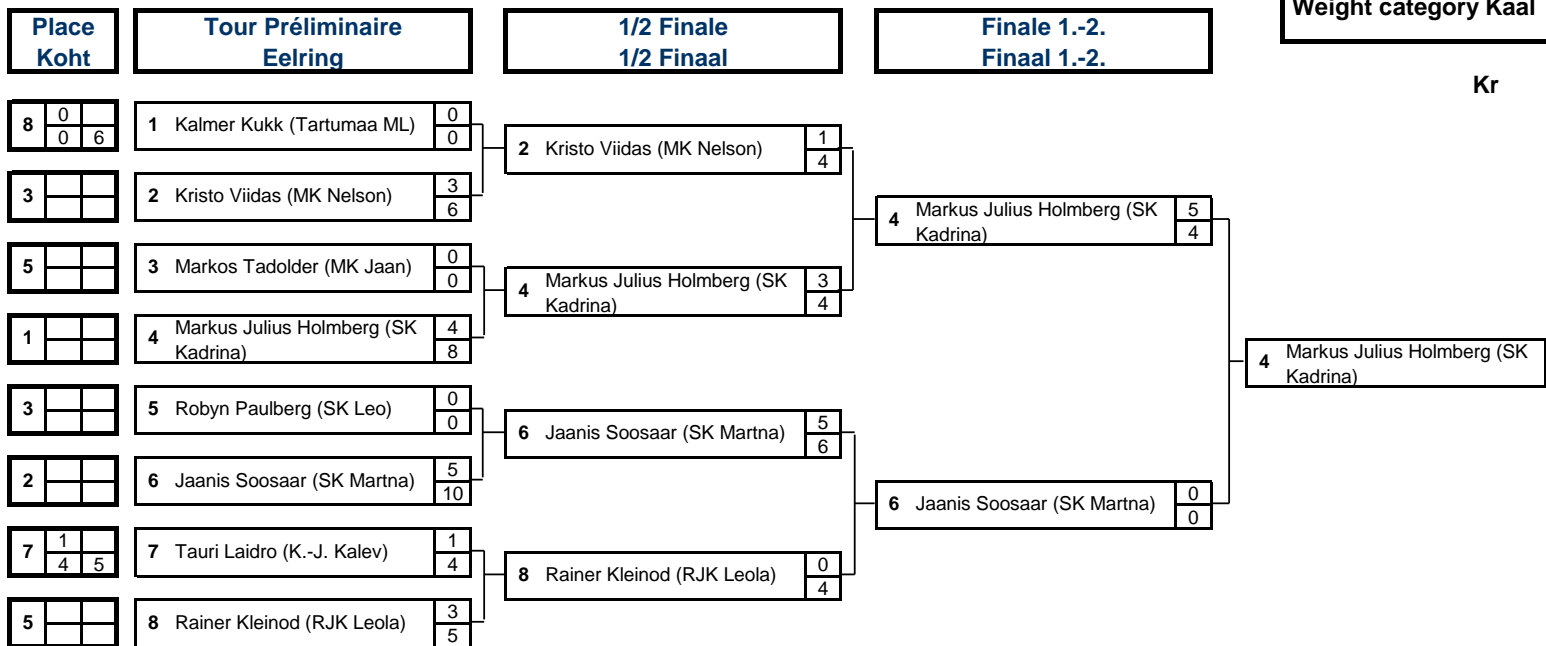 Weight category Kaal
Place
Koht
Tour Préliminaire
Eelring
1/2 Finale
1/2 Finaal
Finale 1.-2.
Finaal 1.-2.
Kr
8 0
0 6
1 Kalmer Kukk (Tartumaa ML) 0
0
2 Kristo Viidas (MK Nelson) 1
4
3
2 Kristo Viidas (MK Nelson) 3
6
4 Markus Julius Holmberg (SK 5
Kadrina) 4
5
3 Markos Tadolder (MK Jaan) 0
0
4 Markus Julius Holmberg (SK 3
Kadrina) 4
1
4 Markus Julius Holmberg (SK 4
Kadrina) 8
4 Markus Julius Holmberg (SK
Kadrina)
3
5 Robyn Paulberg (SK Leo) 0
0
6 Jaanis Soosaar (SK Martna) 5
6
2
6 Jaanis Soosaar (SK Martna) 5
10
6 Jaanis Soosaar (SK Martna) 0
0
7 1
4 5
7 Tauri Laidro (K.-J. Kalev) 1
4
8 Rainer Kleinod (RJK Leola) 0
4
5
8 Rainer Kleinod (RJK Leola) 3
5